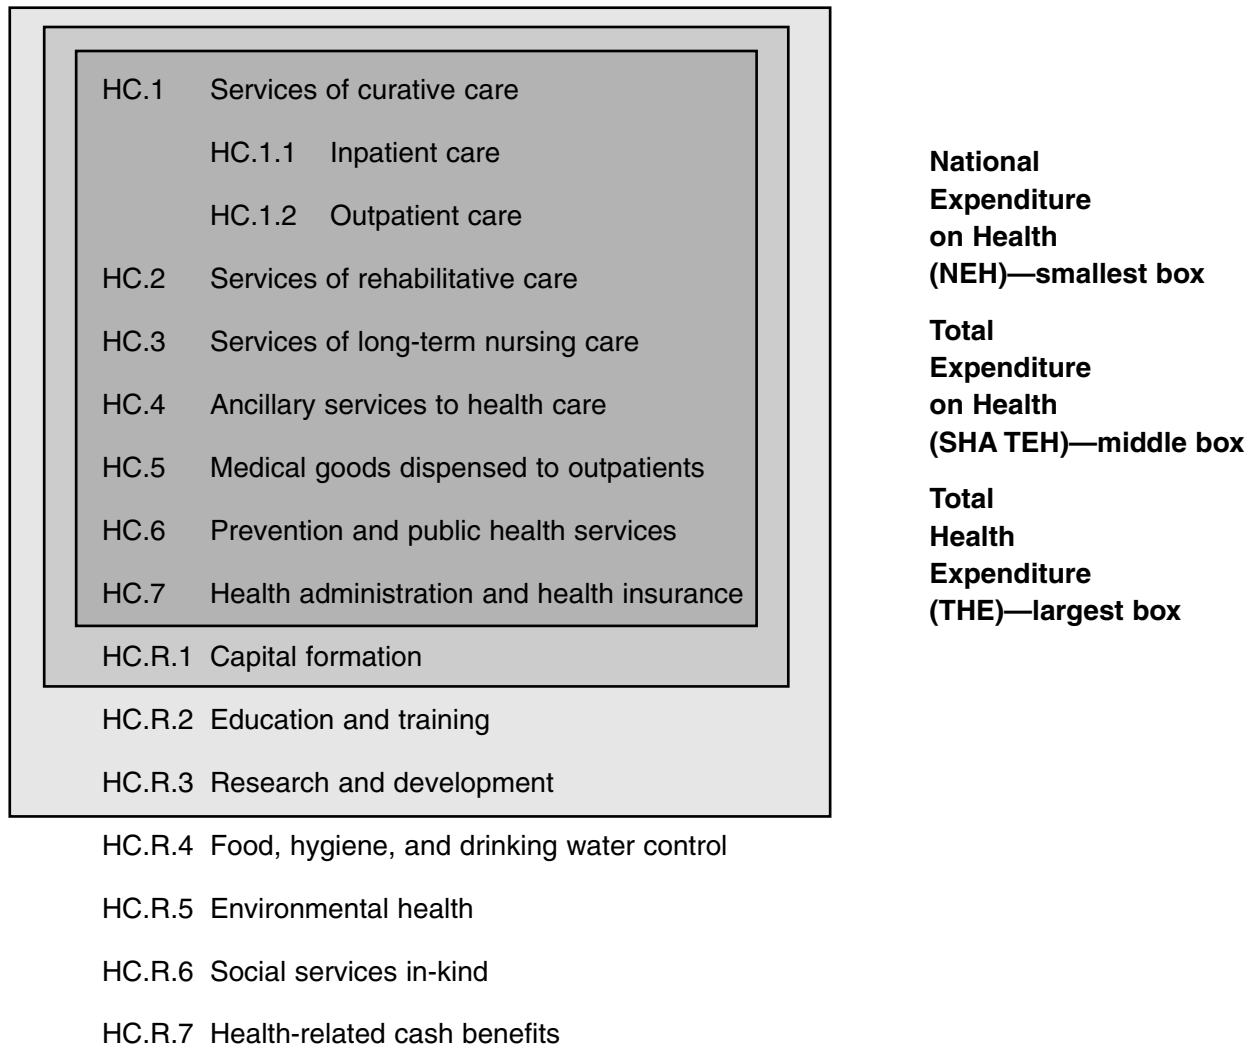 HC.1 Services of curative care
HC.1.1 Inpatient care
HC.1.2 Outpatient care
HC.2 Services of rehabilitative care
HC.3 Services of long-term nursing care
HC.4 Ancillary services to health care
HC.5 Medical goods dispensed to outpatients
HC.6 Prevention and public health services
HC.7 Health administration and health insurance
HC.R.1 Capital formation
HC.R.2 Education and training
HC.R.3 Research and development
HC.R.4 Food, hygiene, and drinking water control
HC.R.5 Environmental health
HC.R.6 Social services in-kind
HC.R.7 Health-related cash benefits
National
Expenditure
on Health
(NEH)—smallest box
Total
Expenditure
on Health
(SHA TEH)—middle box
Total
Health
Expenditure
(THE)—largest box